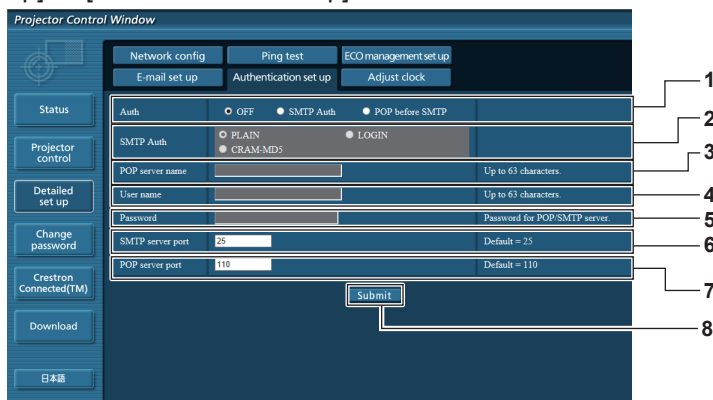 Projector Control Window
Network config Ping test ECO management set up
E-mail set up Authentication set up Adjust clock
Status
Projector control
Detailed set up
Change password
Crestron Connected(TM)
Download
日本語
Auth OFF SMTP Auth POP before SMTP
SMTP Auth PLAIN LOGIN
CRAM-MD5
POP server name Up to 63 characters.
User name Up to 63 characters.
Password Password for POP/SMTP server.
SMTP server port 25 Default = 25
POP server port 110 Default = 110
Submit
1
2
3
4
5
6
7
8